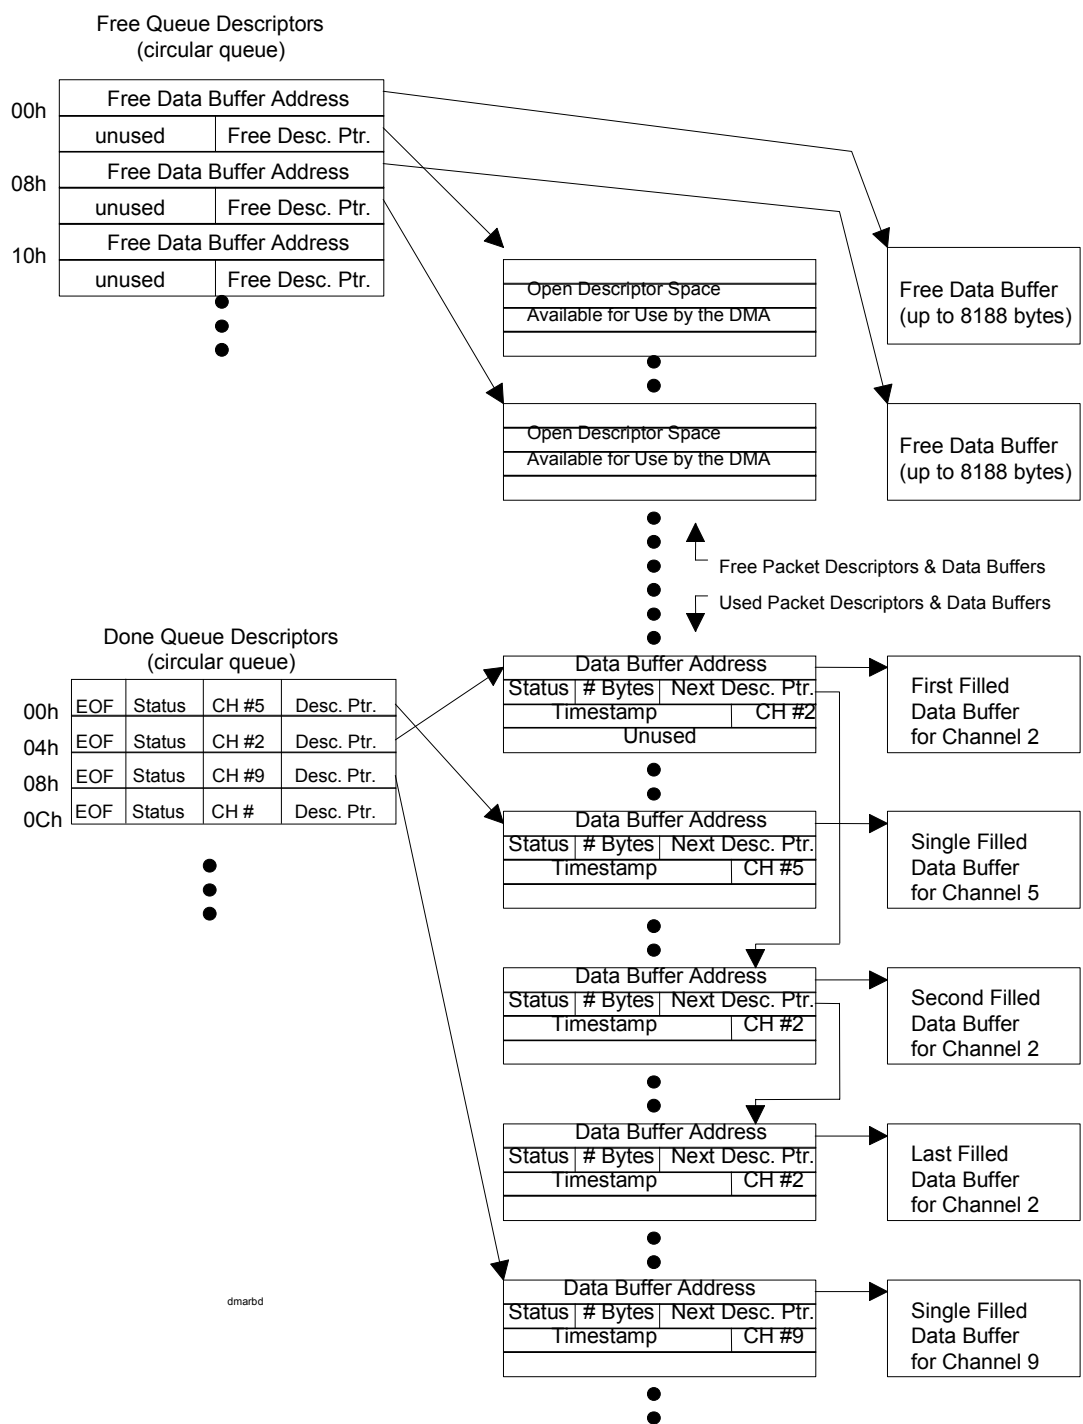 Free Queue Descriptors
(circular queue)
00h
Free Data Buffer Address
unused Free Desc. Ptr.
08h
Free Data Buffer Address
unused Free Desc. Ptr.
10h
Free Data Buffer Address
unused Free Desc. Ptr.
Open Descriptor Space
Available for Use by the DMA
Free Data Buffer
(up to 8188 bytes)
Open Descriptor Space
Available for Use by the DMA
Free Data Buffer
(up to 8188 bytes)
Free Packet Descriptors & Data Buffers
Used Packet Descriptors & Data Buffers
Done Queue Descriptors
(circular queue)
00h EOF Status CH #5 Desc. Ptr.
04h EOF Status CH #2 Desc. Ptr.
08h EOF Status CH #9 Desc. Ptr.
0Ch EOF Status CH # Desc. Ptr.
Data Buffer Address
Status # Bytes Next Desc. Ptr.
Timestamp CH #2
Unused
First Filled
Data Buffer
for Channel 2
Data Buffer Address
Status # Bytes Next Desc. Ptr.
Timestamp CH #5
Single Filled
Data Buffer
for Channel 5
Data Buffer Address
Status # Bytes Next Desc. Ptr.
Timestamp CH #2
Second Filled
Data Buffer
for Channel 2
Data Buffer Address
Status # Bytes Next Desc. Ptr.
Timestamp CH #2
Last Filled
Data Buffer
for Channel 2
Data Buffer Address
Status # Bytes Next Desc. Ptr.
Timestamp CH #9
Single Filled
Data Buffer
for Channel 9
dmarbd